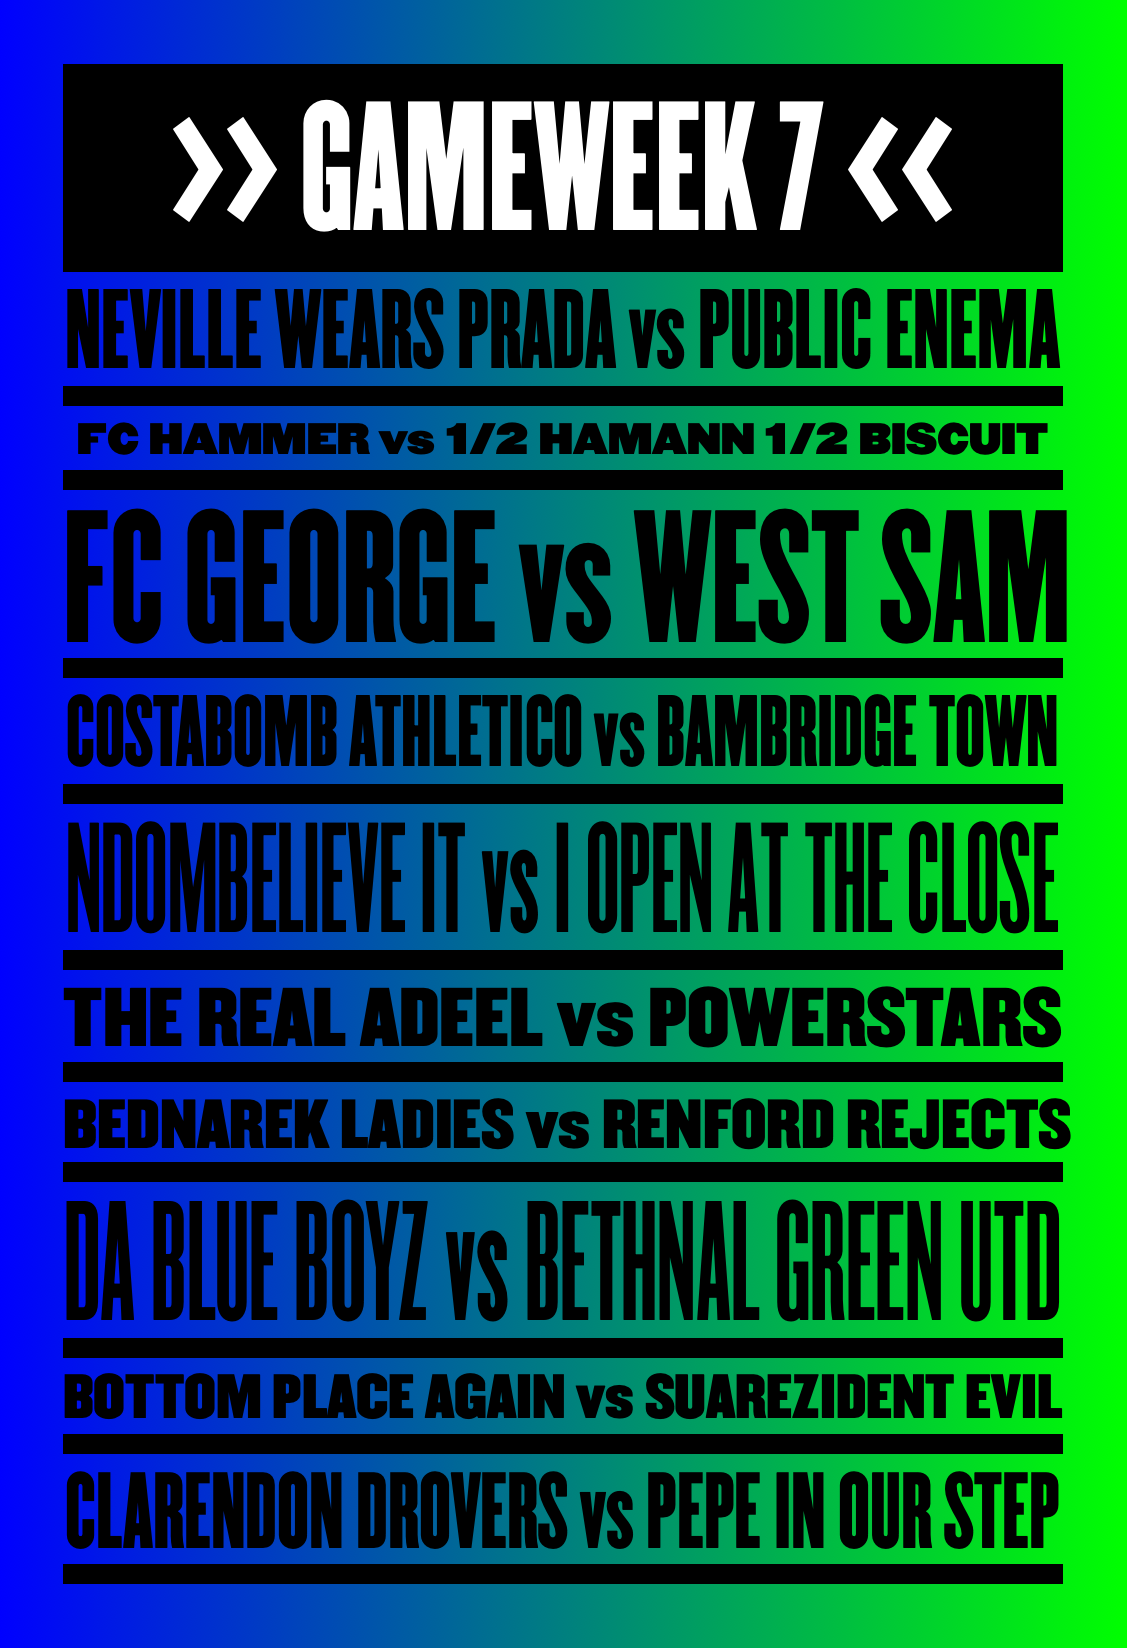 >> GAMEWEEK 7 <<
NEVILLE WEARS PRADA vs PUBLIC ENEMA
FC HAMMER vs 1/2 HAMANN 1/2 BISCUIT
FC GEORGE vs WEST SAM
COSTABOMB ATHLETICO vs BAMBRIDGE TOWN
NDOMBELIEVE IT vs I OPEN AT THE CLOSE
THE REAL ADEEL vs POWERSTARS
BEDNAREK LADIES vs RENFORD REJECTS
DA BLUE BOYZ vs BETHNAL GREEN UTD
BOTTOM PLACE AGAIN vs SUAREZIDENT EVIL
CLARENDON DROVERS vs PEPE IN OUR STEP